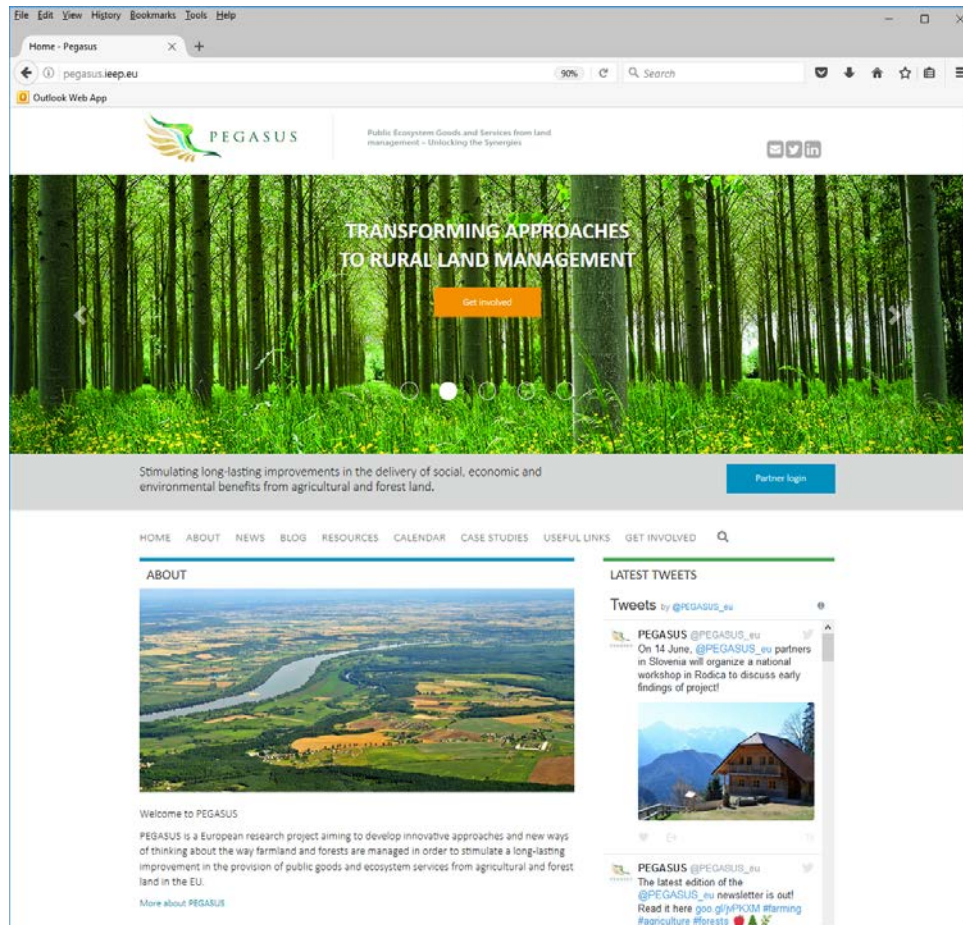 File Edit View History Bookmarks Tools Help
Home - Pegasus
pegasus.ieep.eu
90%
Search
Outlook Web App
PEGASUS
Public Ecosystem Goods and Services from land
management – Unlocking the Synergies
in
TRANSFORMING APPROACHES
TO RURAL LAND MANAGEMENT
Get involved
Stimulating long-lasting improvements in the delivery of social, economic and
environmental benefits from agricultural and forest land.
Partner login
HOME ABOUT NEWS BLOG RESOURCES CALENDAR CASE STUDIES USEFUL LINKS GET INVOLVED
ABOUT
Welcome to PEGASUS
PEGASUS is a European research project aiming to develop innovative approaches and new ways
of thinking about the way farmland and forests are managed in order to stimulate a long-lasting
improvement in the provision of public goods and ecosystem services from agricultural and forest
land in the EU.
More about PEGASUS
LATEST TWEETS
Tweets by @PEGASUS_eu
PEGASUS @PEGASUS_eu
On 14 June, @PEGASUS_eu partners
in Slovenia will organize a national
workshop in Rodica to discuss early
findings of project!
PEGASUS @PEGASUS_eu
The latest edition of the
@PEGASUS_eu newsletter is out!
Read it here #farming
#agriculture #forests